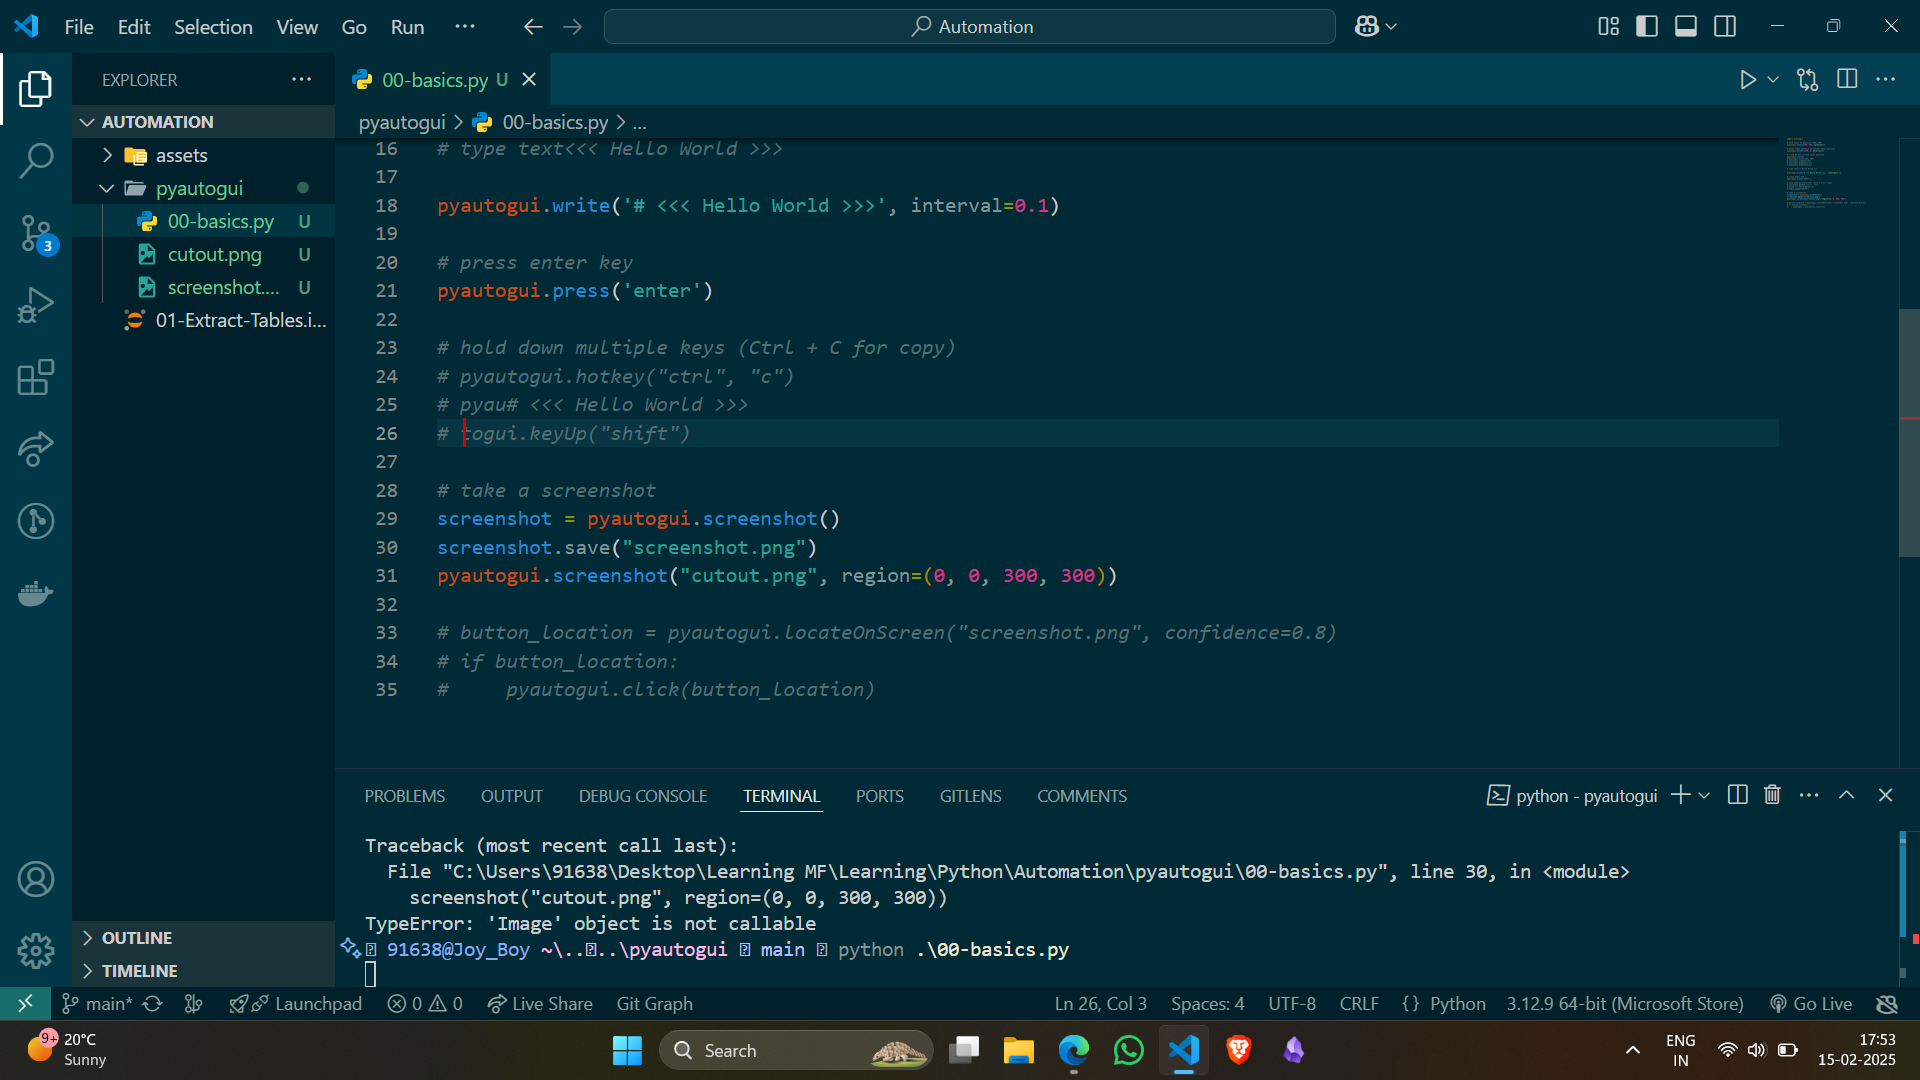 File Edit Selection View Go Run ··· Automation
EXPLORER ···
00-basics.py U
AUTOMATION
assets
pyautogui
00-basics.py U
cutout.png U
screenshot.... U
01-Extract-Tables.i...
3
pyautogui > 00-basics.py > ...
16 # type text<<< Hello World >>>
17
18 pyautogui.write('# <<< Hello World >>>', interval=0.1)
19
20 # press enter key
21 pyautogui.press('enter')
22
23 # hold down multiple keys (Ctrl + C for copy)
24 # pyautogui.hotkey("ctrl", "c")
25 # pyau# <<< Hello World >>>
26 # togui.keyUp("shift")
27
28 # take a screenshot
29 screenshot = pyautogui.screenshot()
30 screenshot.save("screenshot.png")
31 pyautogui.screenshot("cutout.png", region=(0, 0, 300, 300))
32
33 # button_location = pyautogui.locateOnScreen("screenshot.png", confidence=0.8)
34 # if button_location:
35 #     pyautogui.click(button_location)
PROBLEMS OUTPUT DEBUG CONSOLE TERMINAL PORTS GITLENS COMMENTS python - pyautogui
Traceback (most recent call last):
File "C:\Users\91638\Desktop\Learning MF\Learning\Python\Automation\pyautogui\00-basics.py", line 30, in <module>
screenshot("cutout.png", region=(0, 0, 300, 300))
TypeError: 'Image' object is not callable
91638@Joy_Boy ~\....\pyautogui main python .\00-basics.py
OUTLINE
TIMELINE
main* Launchpad 0 0 Live Share Git Graph Ln 26, Col 3 Spaces: 4 UTF-8 CRLF {} Python 3.12.9 64-bit (Microsoft Store) Go Live
9+ 20°C
Sunny
Search
ENG
IN
17:53
15-02-2025